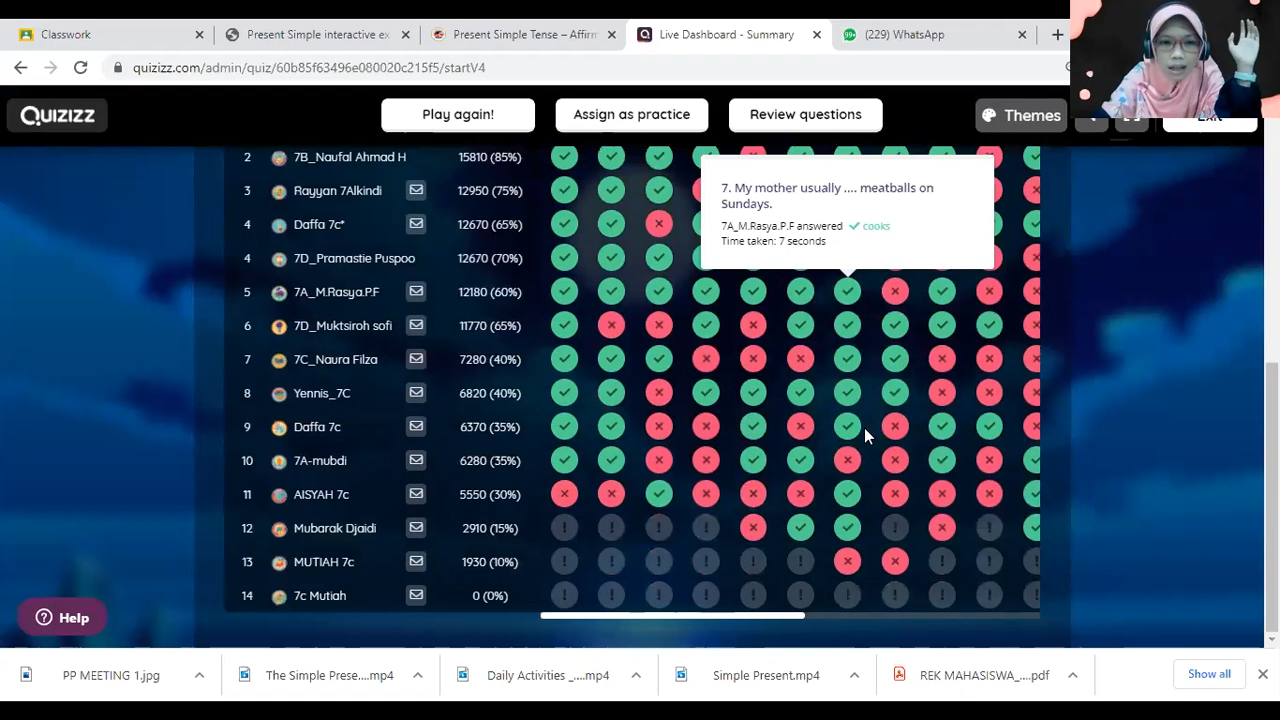 Classwork
Present Simple interactive ex
Present Simple Tense – Affirr
Live Dashboard - Summary
99+
(229) WhatsApp
quizizz.com/admin/quiz/60b85f63496e080020c215f5/startV4
QUIZIZZ
Play again!
Assign as practice
Review questions
Themes
Exit
2 7B_Naufal Ahmad H 15810 (85%)
3 Rayyan 7Alkindi 12950 (75%)
4 Daffa 7c* 12670 (65%)
4 7D_Pramastie Puspoo 12670 (70%)
5 7A_M.Rasya.P.F 12180 (60%)
6 7D_Muktsiroh sofi 11770 (65%)
7 7C_Naura Filza 7280 (40%)
8 Yennis_7C 6820 (40%)
9 Daffa 7c 6370 (35%)
10 7A-mubdi 6280 (35%)
11 AISYAH 7c 5550 (30%)
12 Mubarak Djaidi 2910 (15%)
13 MUTIAH 7c 1930 (10%)
14 7c Mutiah 0 (0%)
7. My mother usually .... meatballs on
Sundays.
7A_M.Rasya.P.F answered cooks
Time taken: 7 seconds
Help
PP MEETING 1.jpg
The Simple Prese....mp4
Daily Activities _....mp4
Simple Present.mp4
REK MAHASISWA_....pdf
Show all